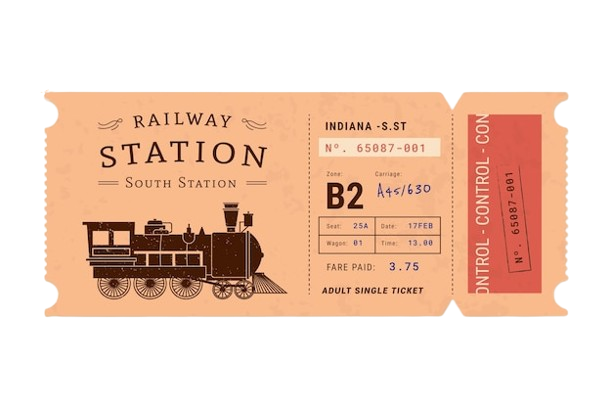 RAILWAY
STATION
SOUTH STATION
INDIANA -S.ST
Nº. 65087-001
Zone: Carriage:
B2 A45/630
Seat: 25A Date: 17FEB
Wagon: 01 Time: 13.00
FARE PAID: 3.75
ADULT SINGLE TICKET
ONTROL - CONTROL - CON
Nº. 65087-001